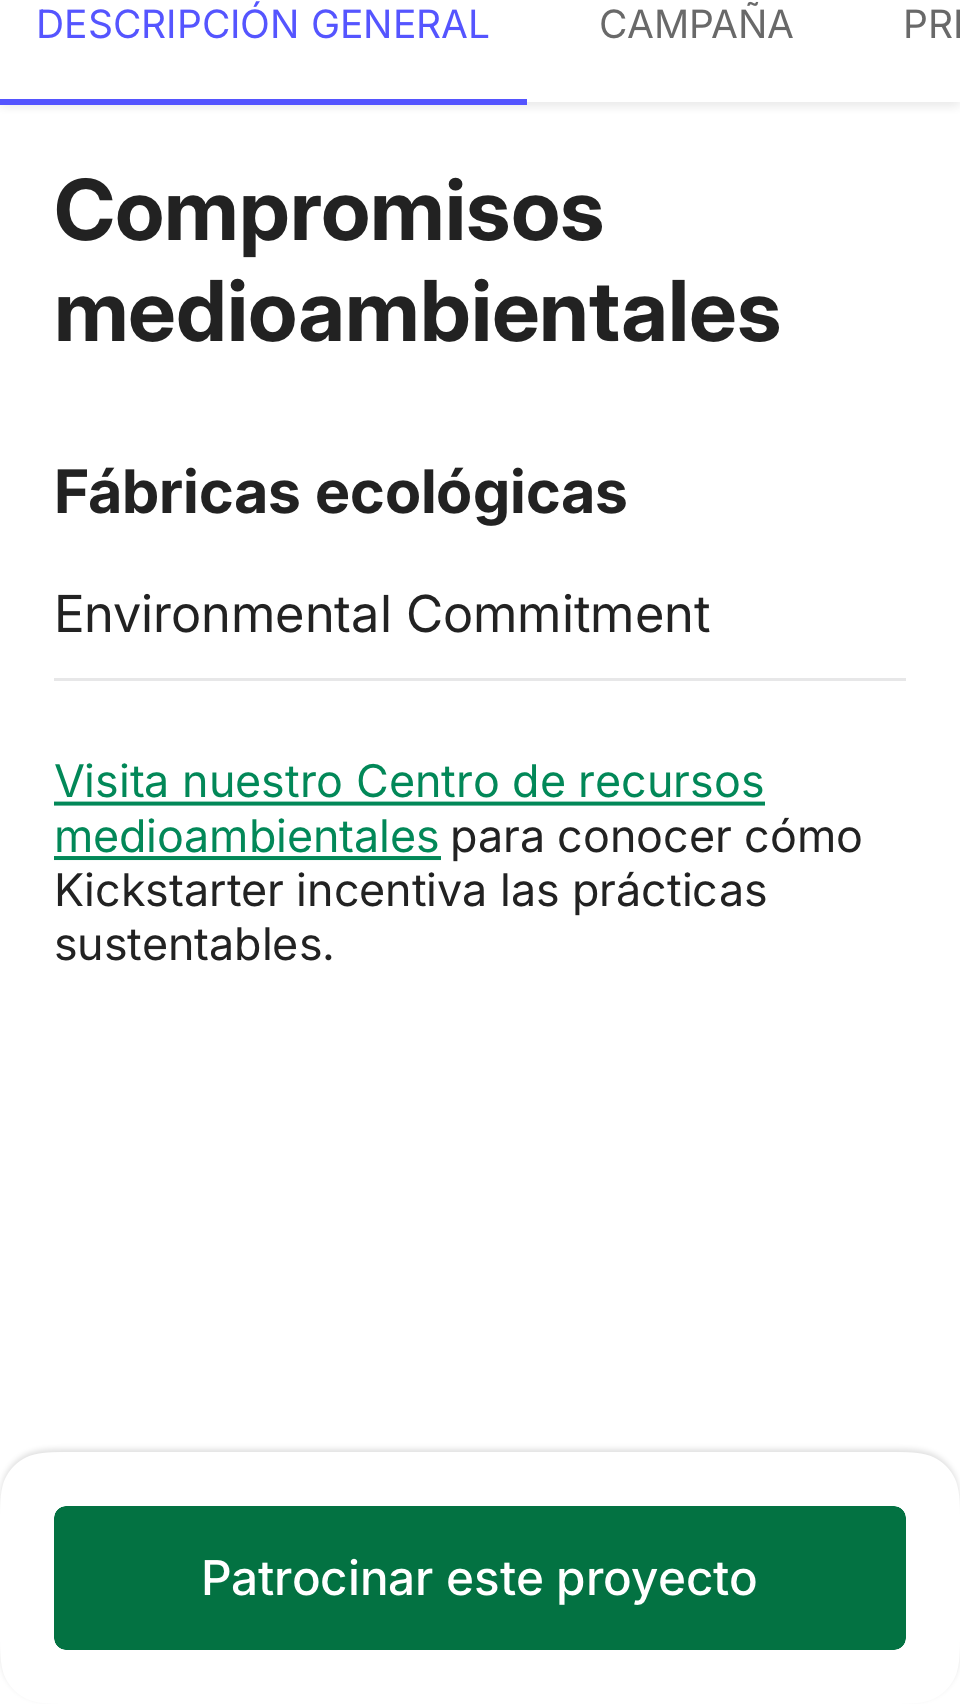 DESCRIPCIÓN GENERAL CAMPAÑA
Compromisos
medioambientales
Fábricas ecológicas
Environmental Commitment
Visita nuestro Centro de recursos
medioambientales para conocer cómo
Kickstarter incentiva las prácticas
sustentables.
Patrocinar este proyecto